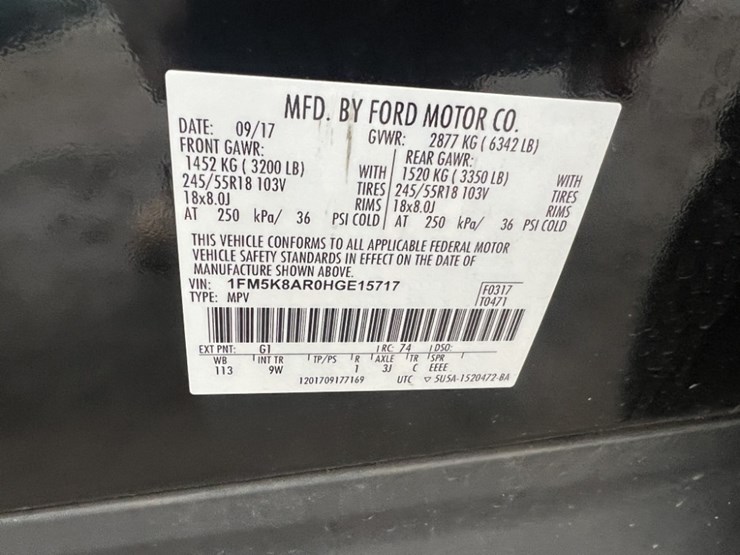 MFD. BY FORD MOTOR CO.
DATE: 09/17 GVWR: 2877 KG ( 6342 LB)
FRONT GAWR: REAR GAWR:
1452 KG ( 3200 LB) WITH 1520 KG ( 3350 LB) WITH
245/55R18 103V TIRES 245/55R18 103V TIRES
18x8.0J RIMS 18x8.0J RIMS
AT 250 kPa/ 36 PSI COLD AT 250 kPa/ 36 PSI COLD
THIS VEHICLE CONFORMS TO ALL APPLICABLE FEDERAL MOTOR
VEHICLE SAFETY STANDARDS IN EFFECT ON THE DATE OF
MANUFACTURE SHOWN ABOVE.
VIN: 1FM5K8AR0HGE15717 F0317
TYPE: MPV T0471
EXT PNT: G1 RC: 74 DSO:
WB INT TR TP/PS R AXLE TR SPR
113 9W 1 3J C EEEE
1201709177169 UTC ▽ 5U5A-1520472-BA